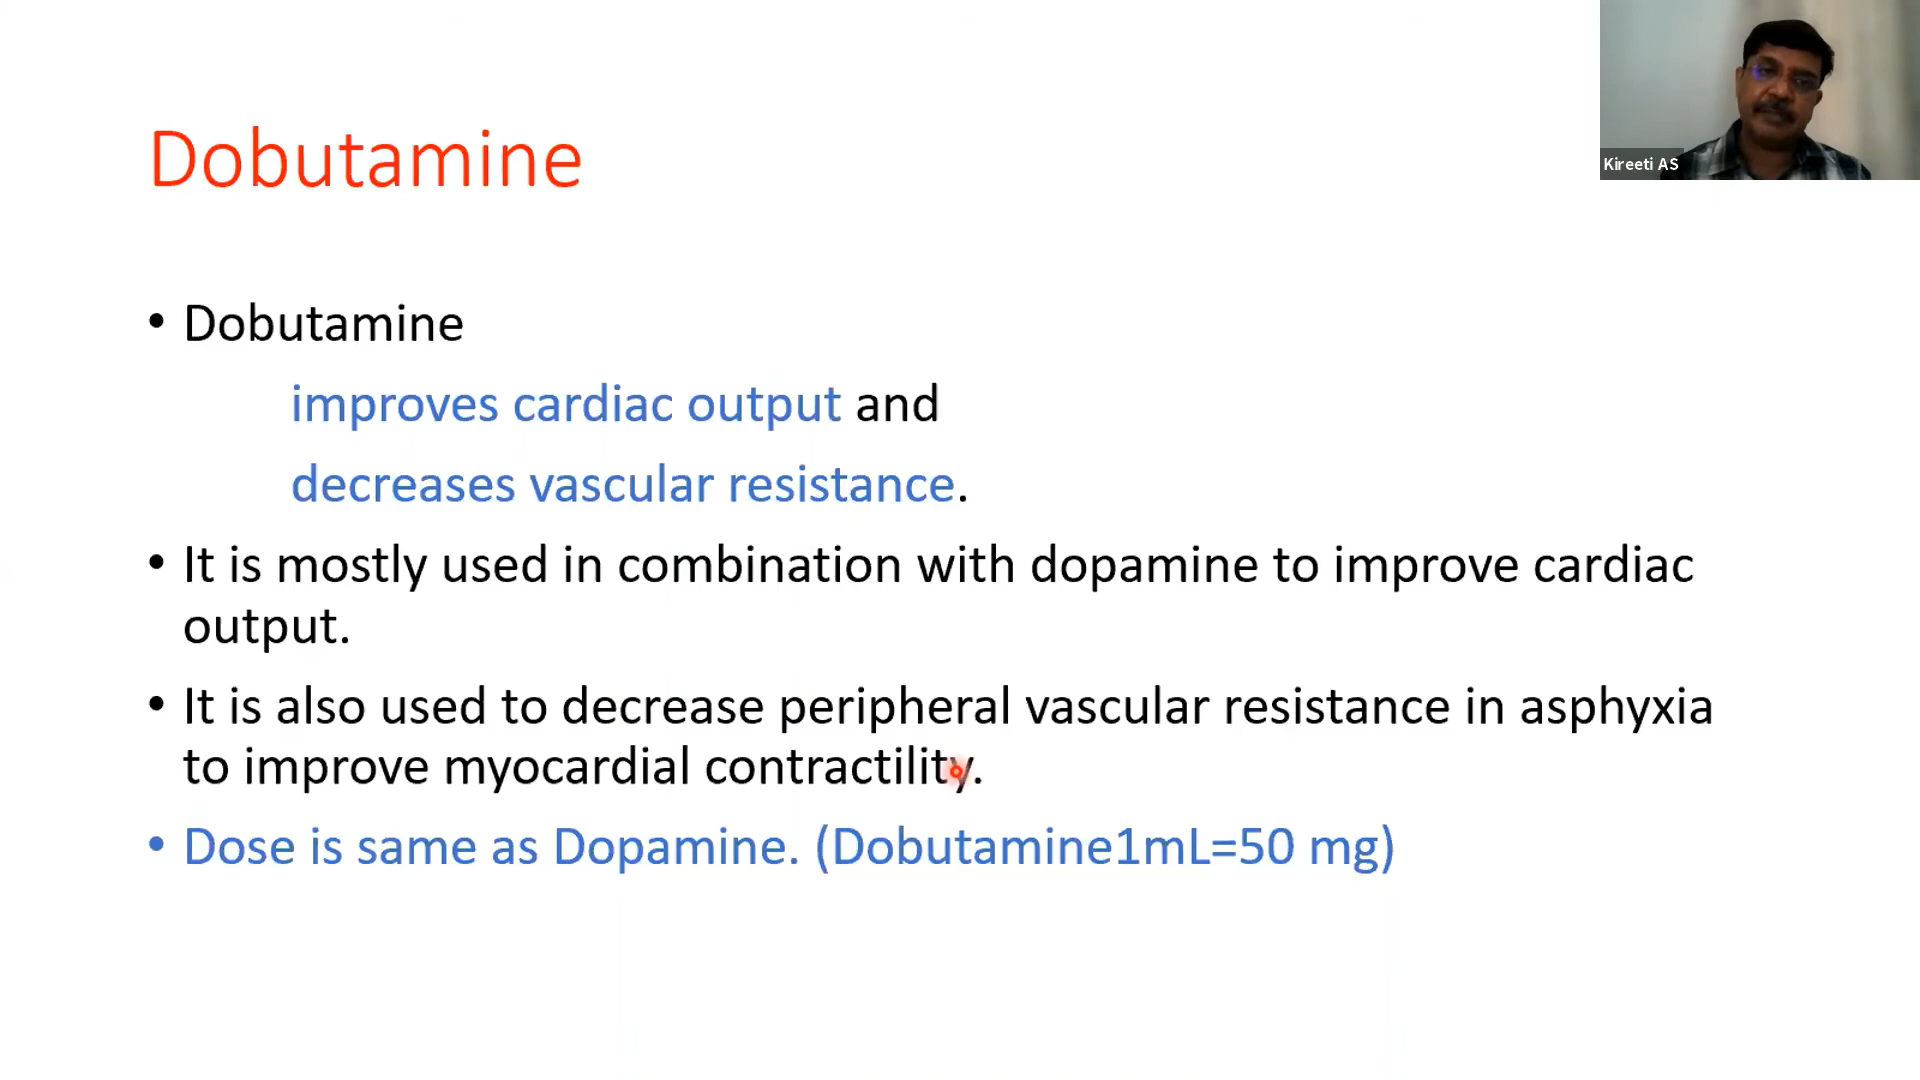 Dobutamine
Kireeti AS
• Dobutamine
improves cardiac output and
decreases vascular resistance.
• It is mostly used in combination with dopamine to improve cardiac
output.
• It is also used to decrease peripheral vascular resistance in asphyxia
to improve myocardial contractility.
• Dose is same as Dopamine. (Dobutamine1mL=50 mg)